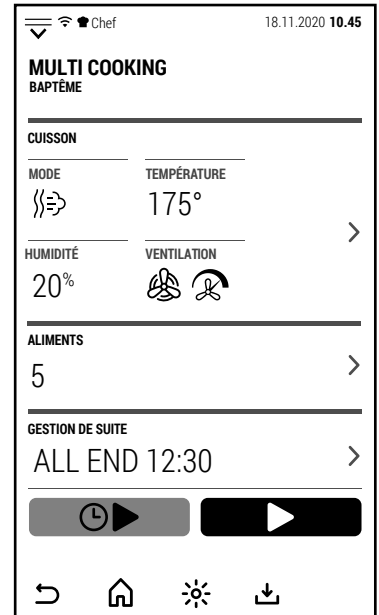 Chef 18.11.2020 10.45
MULTI COOKING
BAPTÊME
CUISSON
MODE TEMPÉRATURE
175°
HUMIDITÉ VENTILATION
20%
ALIMENTS
5
GESTION DE SUITE
ALL END 12:30